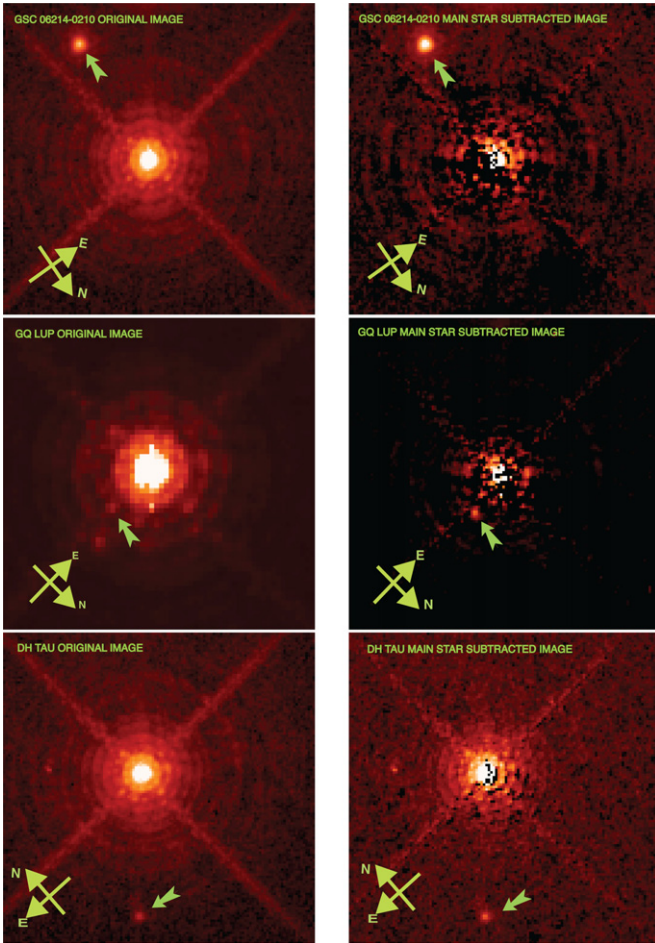 GSC 06214-0210 ORIGINAL IMAGE
GSC 06214-0210 MAIN STAR SUBTRACTED IMAGE
E
N
E
N
GQ LUP ORIGINAL IMAGE
GQ LUP MAIN STAR SUBTRACTED IMAGE
E
N
E
N
DH TAU ORIGINAL IMAGE
DH TAU MAIN STAR SUBTRACTED IMAGE
N
E
N
E